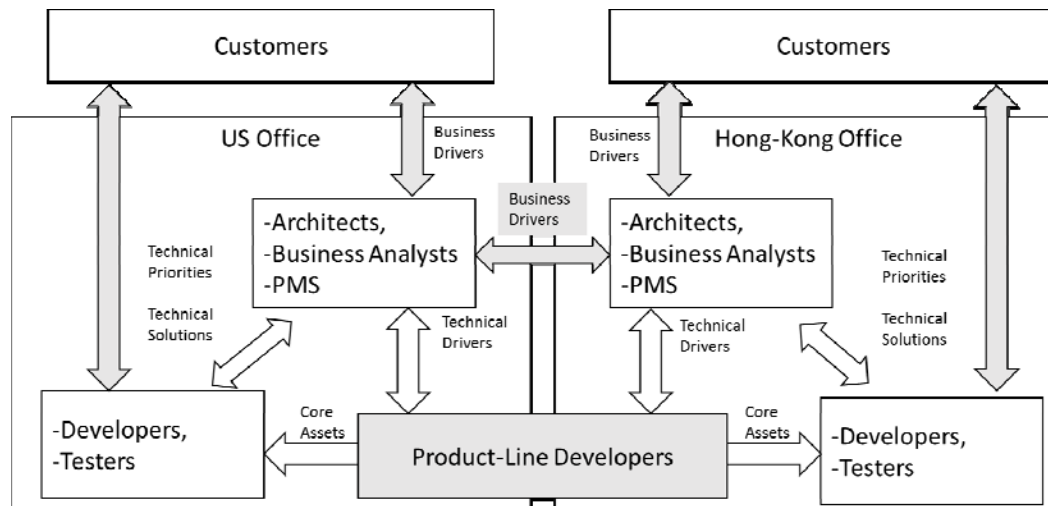 Customers
Customers
US Office
Hong-Kong Office
Business
Drivers
Business
Drivers
Business
Drivers
-Architects,
-Business Analysts
-PMS
-Architects,
-Business Analysts
-PMS
Technical
Priorities
Technical
Solutions
Technical
Drivers
Technical
Drivers
Technical
Priorities
Technical
Solutions
-Developers,
-Testers
Core
Assets
Product-Line Developers
Core
Assets
-Developers,
-Testers